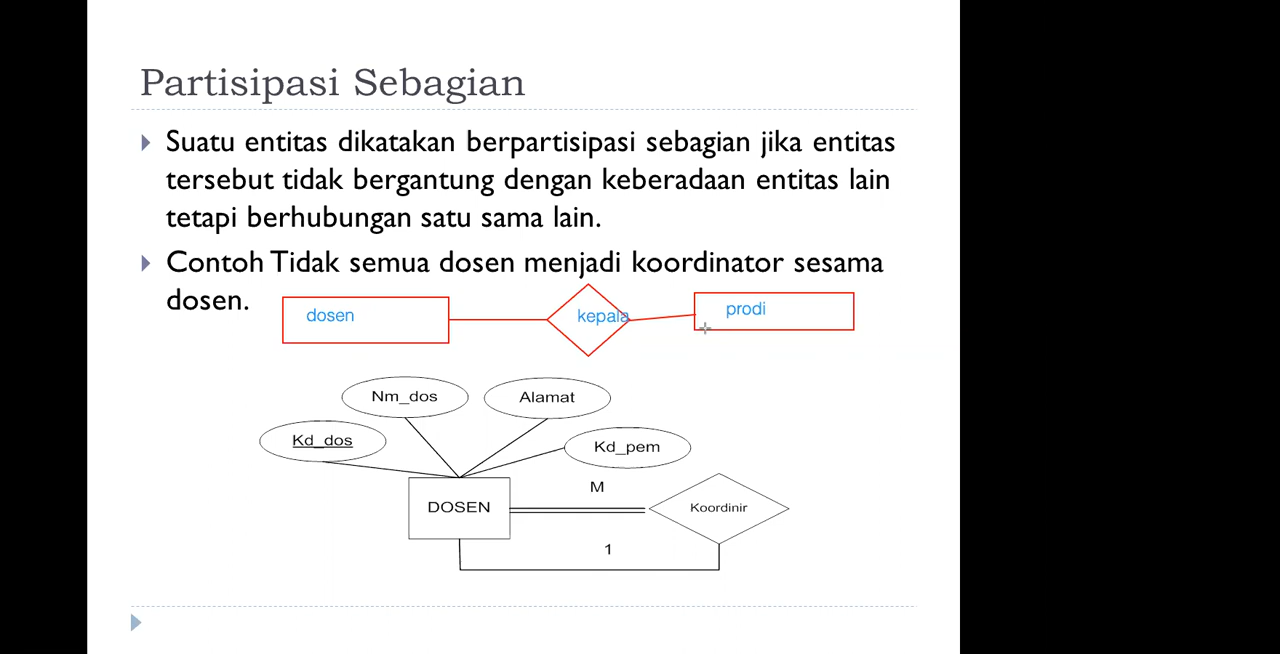 Partisipasi Sebagian
Suatu entitas dikatakan berpartisipasi sebagian jika entitas
tersebut tidak bergantung dengan keberadaan entitas lain
tetapi berhubungan satu sama lain.
Contoh Tidak semua dosen menjadi koordinator sesama
dosen.
dosen
kepala
prodi
Nm_dos
Alamat
Kd_dos
Kd_pem
M
DOSEN
Koordinir
1